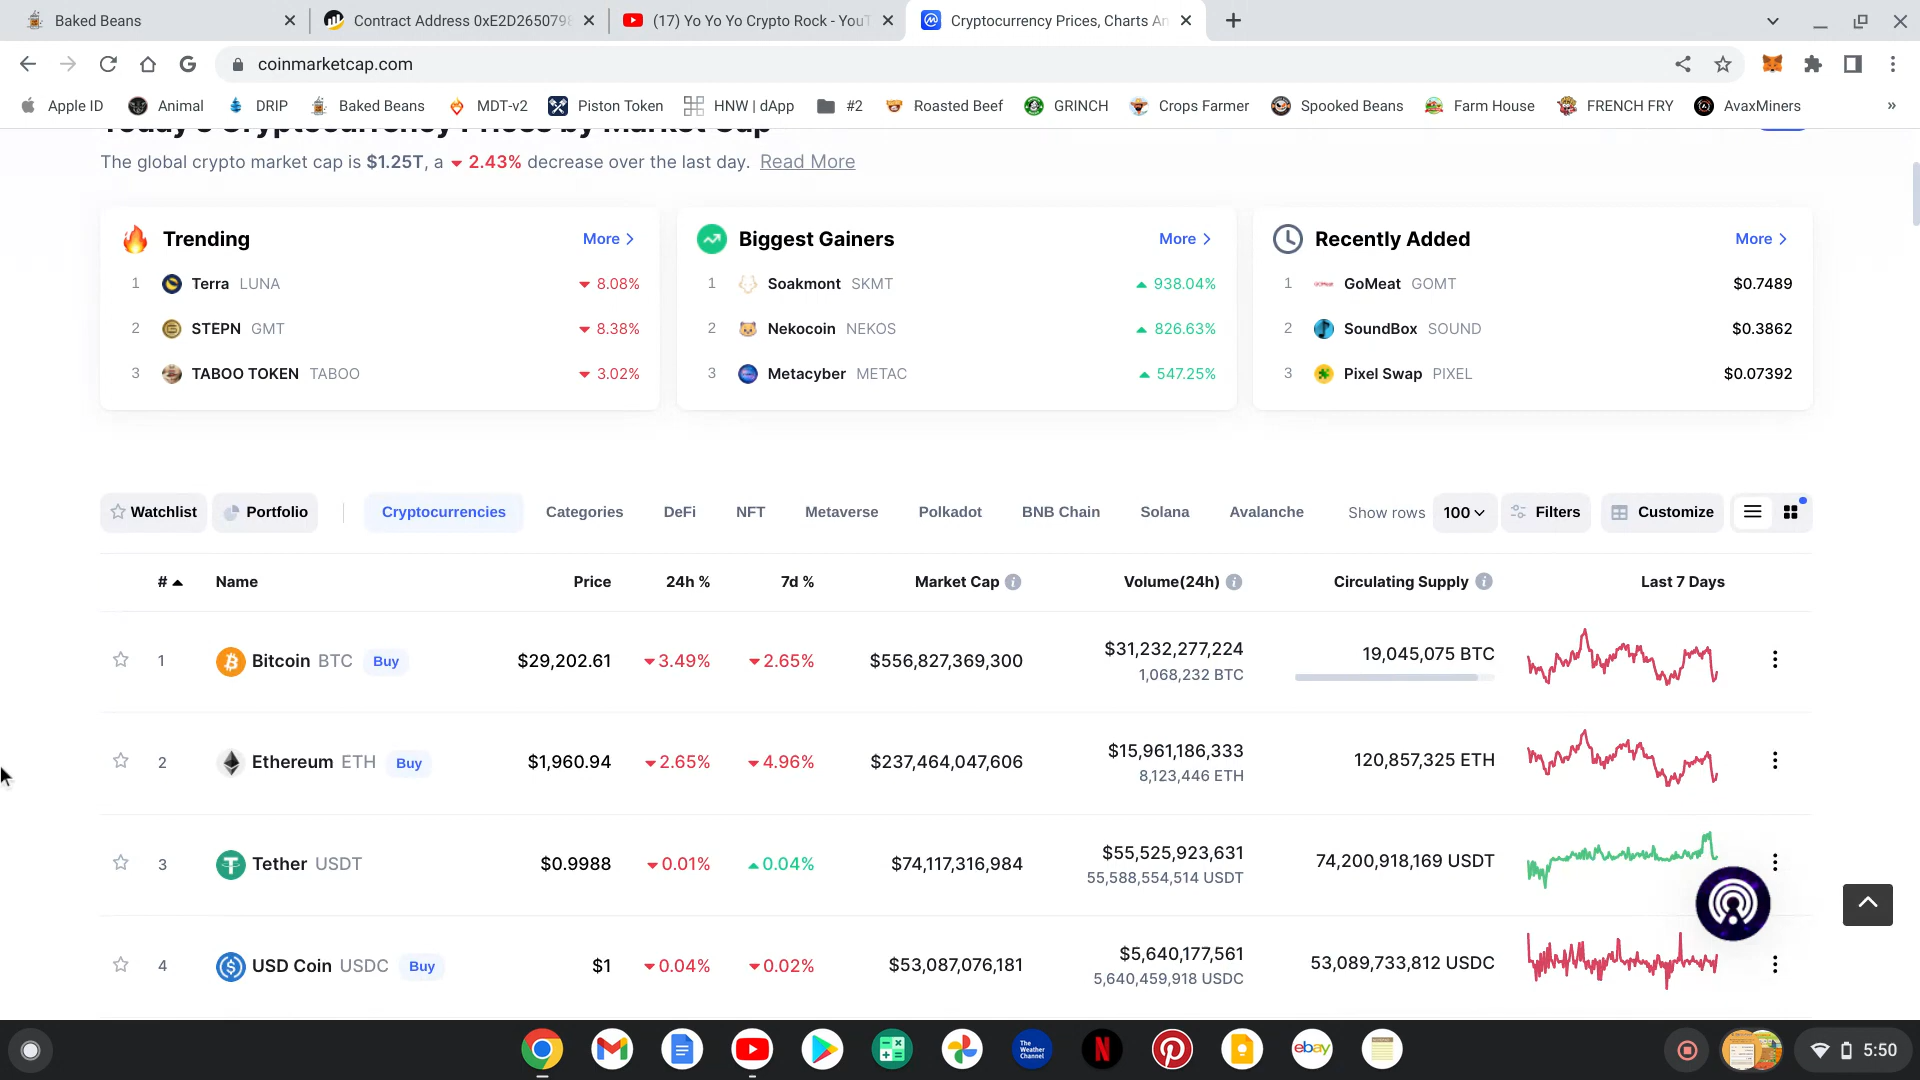 Baked Beans
Contract Address 0xE2D2650798
(17) Yo Yo Yo Crypto Rock - YouT
Cryptocurrency Prices, Charts An
coinmarketcap.com
Apple ID
Animal
DRIP
Baked Beans
MDT-v2
Piston Token
HNW | dApp
#2
Roasted Beef
GRINCH
Crops Farmer
Spooked Beans
Farm House
FRENCH FRY
AvaxMiners
»
Today's Cryptocurrency Prices by Market Cap
The global crypto market cap is $1.25T, a 2.43% decrease over the last day. Read More
Trending
More
1 Terra LUNA 8.08%
2 STEPN GMT 8.38%
3 TABOO TOKEN TABOO 3.02%
Biggest Gainers
More
1 Soakmont SKMT 938.04%
2 Nekocoin NEKOS 826.63%
3 Metacyber METAC 547.25%
Recently Added
More
1 GoMeat GOMT $0.7489
2 SoundBox SOUND $0.3862
3 Pixel Swap PIXEL $0.07392
Watchlist Portfolio Cryptocurrencies Categories DeFi NFT Metaverse Polkadot BNB Chain Solana Avalanche Show rows 100 Filters Customize
# Name Price 24h % 7d % Market Cap Volume(24h) Circulating Supply Last 7 Days
1 Bitcoin BTC Buy $29,202.61 3.49% 2.65% $556,827,369,300 $31,232,277,224 19,045,075 BTC
1,068,232 BTC
2 Ethereum ETH Buy $1,960.94 2.65% 4.96% $237,464,047,606 $15,961,186,333 120,857,325 ETH
8,123,446 ETH
3 Tether USDT $0.9988 0.01% 0.04% $74,117,316,984 $55,525,923,631 74,200,918,169 USDT
55,588,554,514 USDT
4 USD Coin USDC Buy $1 0.04% 0.02% $53,087,076,181 $5,640,177,561 53,089,733,812 USDC
5,640,459,918 USDC
The
Weather
Channel
N
ebay
5:50